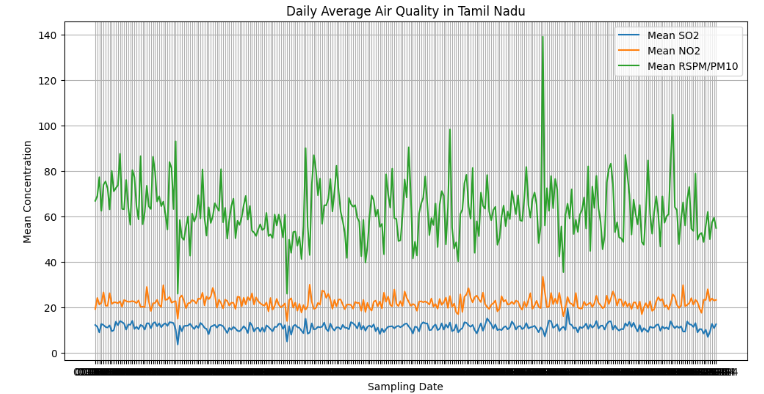 Daily Average Air Quality in Tamil Nadu
Mean SO2
Mean NO2
Mean RSPM/PM10
140
120
100
80
60
40
20
0
Mean Concentration
Sampling Date